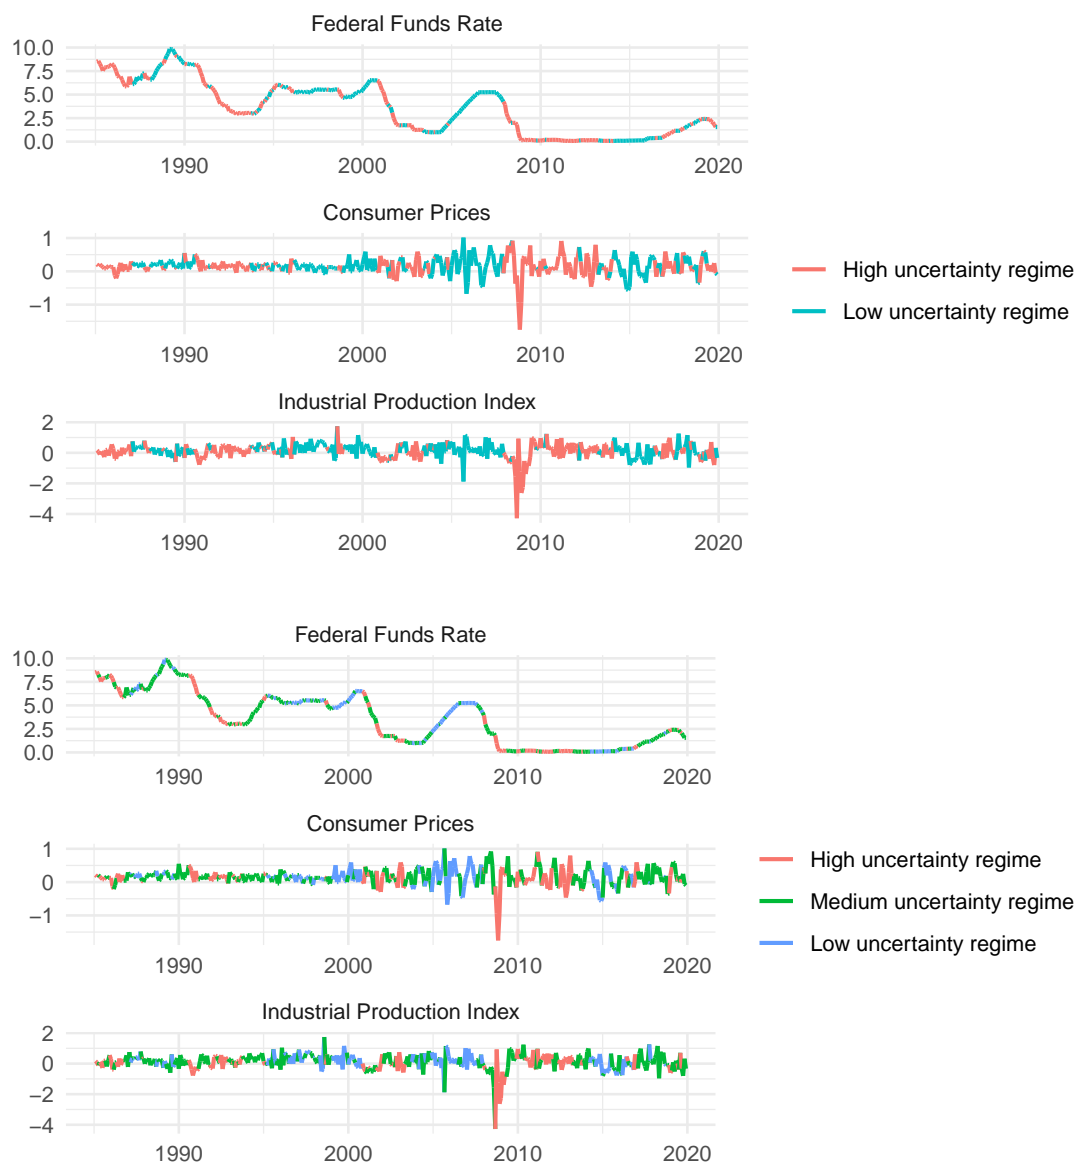 Federal Funds Rate
10.0
7.5
5.0
2.5
0.0
1990 2000 2010 2020
Consumer Prices
1
0
−1
1990 2000 2010 2020
High uncertainty regime
Low uncertainty regime
Industrial Production Index
2
0
−2
−4
1990 2000 2010 2020
Federal Funds Rate
10.0
7.5
5.0
2.5
0.0
1990 2000 2010 2020
Consumer Prices
1
0
−1
1990 2000 2010 2020
High uncertainty regime
Medium uncertainty regime
Low uncertainty regime
Industrial Production Index
2
0
−2
−4
1990 2000 2010 2020